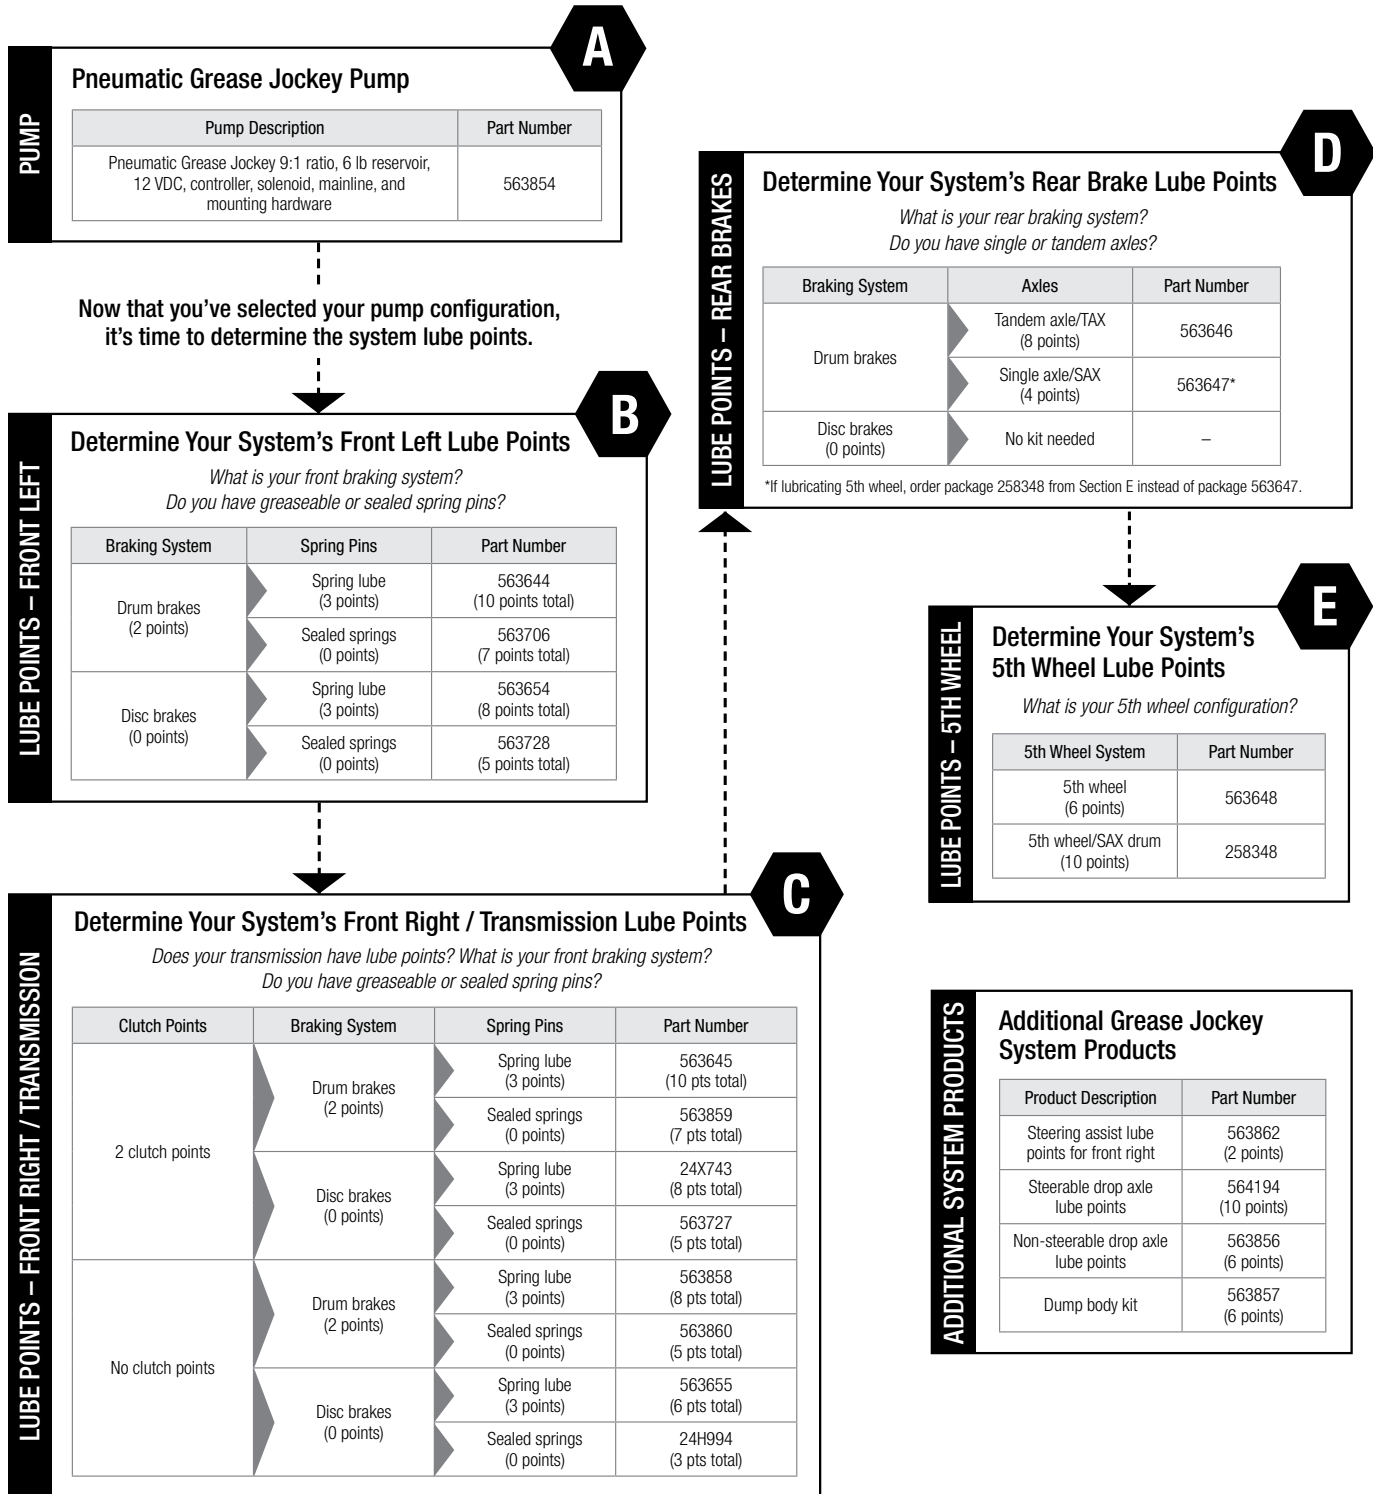 A
PUMP
Pneumatic Grease Jockey Pump
Pump Description Part Number
Pneumatic Grease Jockey 9:1 ratio, 6 lb reservoir,
12 VDC, controller, solenoid, mainline, and
mounting hardware
563854
Now that you've selected your pump configuration,
it's time to determine the system lube points.
B
LUBE POINTS – FRONT LEFT
Determine Your System's Front Left Lube Points
What is your front braking system?
Do you have greaseable or sealed spring pins?
Braking System Spring Pins Part Number
Drum brakes
(2 points)
Spring lube
(3 points)
563644
(10 points total)
Sealed springs
(0 points)
563706
(7 points total)
Disc brakes
(0 points)
Spring lube
(3 points)
563654
(8 points total)
Sealed springs
(0 points)
563728
(5 points total)
C
LUBE POINTS – FRONT RIGHT / TRANSMISSION
Determine Your System's Front Right / Transmission Lube Points
Does your transmission have lube points? What is your front braking system?
Do you have greaseable or sealed spring pins?
Clutch Points Braking System Spring Pins Part Number
2 clutch points
Drum brakes
(2 points)
Spring lube
(3 points)
563645
(10 pts total)
Sealed springs
(0 points)
563859
(7 pts total)
Disc brakes
(0 points)
Spring lube
(3 points)
24X743
(8 pts total)
Sealed springs
(0 points)
563727
(5 pts total)
No clutch points
Drum brakes
(2 points)
Spring lube
(3 points)
563858
(8 pts total)
Sealed springs
(0 points)
563860
(5 pts total)
Disc brakes
(0 points)
Spring lube
(3 points)
563655
(6 pts total)
Sealed springs
(0 points)
24H994
(3 pts total)
D
LUBE POINTS – REAR BRAKES
Determine Your System's Rear Brake Lube Points
What is your rear braking system?
Do you have single or tandem axles?
Braking System Axles Part Number
Drum brakes
Tandem axle/TAX
(8 points)
563646
Single axle/SAX
(4 points)
563647*
Disc brakes
(0 points)
No kit needed
–
*If lubricating 5th wheel, order package 258348 from Section E instead of package 563647.
E
LUBE POINTS – 5TH WHEEL
Determine Your System's
5th Wheel Lube Points
What is your 5th wheel configuration?
5th Wheel System Part Number
5th wheel
(6 points)
563648
5th wheel/SAX drum
(10 points)
258348
ADDITIONAL SYSTEM PRODUCTS
Additional Grease Jockey
System Products
Product Description Part Number
Steering assist lube
points for front right
563862
(2 points)
Steerable drop axle
lube points
564194
(10 points)
Non-steerable drop axle
lube points
563856
(6 points)
Dump body kit
563857
(6 points)